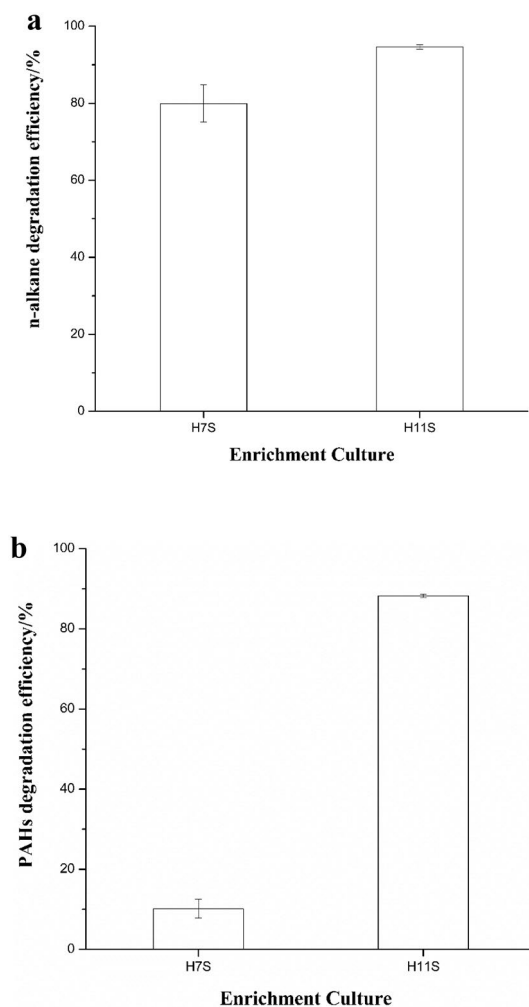 a
n-alkane degradation efficiency/%
100
80
60
40
20
0
H7S
H11S
Enrichment Culture
b
PAHs degradation efficiency/%
100
80
60
40
20
0
H7S
H11S
Enrichment Culture